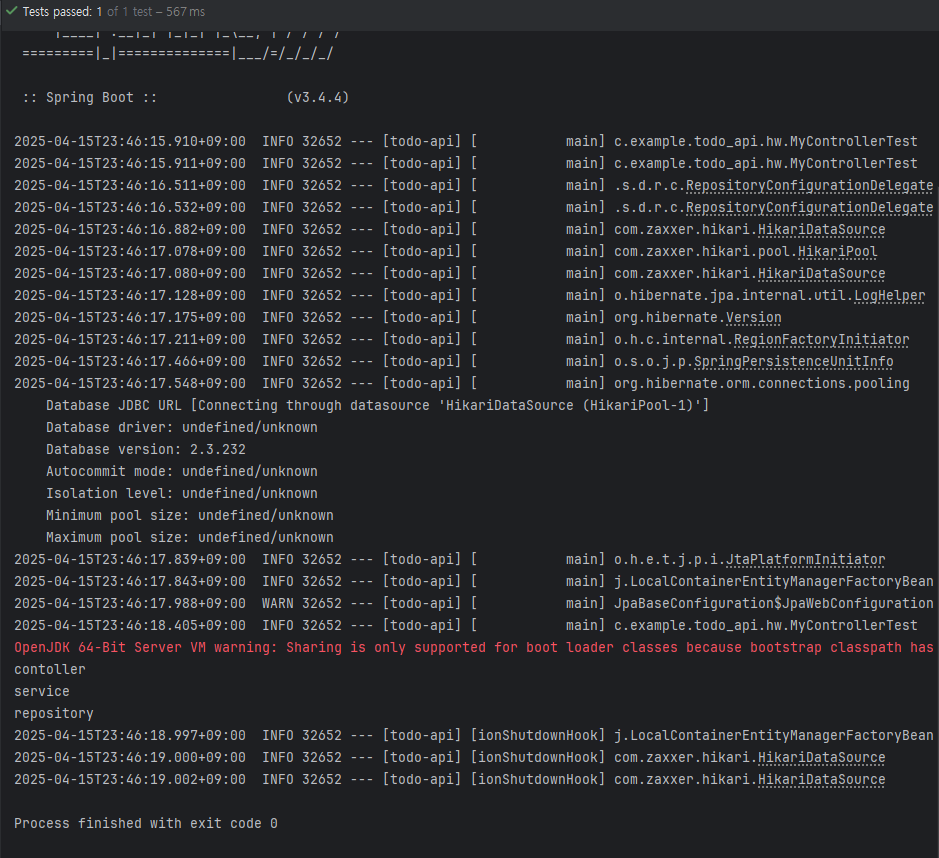 Tests passed: 1 of 1 test – 567 ms
=========|_|==============|___/=/_/_/_/
:: Spring Boot ::                (v3.4.4)
2025-04-15T23:46:15.910+09:00  INFO 32652 --- [todo-api] [           main] c.example.todo_api.hw.MyControllerTest
2025-04-15T23:46:15.911+09:00  INFO 32652 --- [todo-api] [           main] c.example.todo_api.hw.MyControllerTest
2025-04-15T23:46:16.511+09:00  INFO 32652 --- [todo-api] [           main] .s.d.r.c.RepositoryConfigurationDelegate
2025-04-15T23:46:16.532+09:00  INFO 32652 --- [todo-api] [           main] .s.d.r.c.RepositoryConfigurationDelegate
2025-04-15T23:46:16.882+09:00  INFO 32652 --- [todo-api] [           main] com.zaxxer.hikari.HikariDataSource
2025-04-15T23:46:17.078+09:00  INFO 32652 --- [todo-api] [           main] com.zaxxer.hikari.pool.HikariPool
2025-04-15T23:46:17.080+09:00  INFO 32652 --- [todo-api] [           main] com.zaxxer.hikari.HikariDataSource
2025-04-15T23:46:17.128+09:00  INFO 32652 --- [todo-api] [           main] o.hibernate.jpa.internal.util.LogHelper
2025-04-15T23:46:17.175+09:00  INFO 32652 --- [todo-api] [           main] org.hibernate.Version
2025-04-15T23:46:17.211+09:00  INFO 32652 --- [todo-api] [           main] o.h.c.internal.RegionFactoryInitiator
2025-04-15T23:46:17.466+09:00  INFO 32652 --- [todo-api] [           main] o.s.o.j.p.SpringPersistenceUnitInfo
2025-04-15T23:46:17.548+09:00  INFO 32652 --- [todo-api] [           main] org.hibernate.orm.connections.pooling
Database JDBC URL [Connecting through datasource 'HikariDataSource (HikariPool-1)']
Database driver: undefined/unknown
Database version: 2.3.232
Autocommit mode: undefined/unknown
Isolation level: undefined/unknown
Minimum pool size: undefined/unknown
Maximum pool size: undefined/unknown
2025-04-15T23:46:17.839+09:00  INFO 32652 --- [todo-api] [           main] o.h.e.t.j.p.i.JtaPlatformInitiator
2025-04-15T23:46:17.843+09:00  INFO 32652 --- [todo-api] [           main] j.LocalContainerEntityManagerFactoryBean
2025-04-15T23:46:17.988+09:00  WARN 32652 --- [todo-api] [           main] JpaBaseConfiguration$JpaWebConfiguration
2025-04-15T23:46:18.405+09:00  INFO 32652 --- [todo-api] [           main] c.example.todo_api.hw.MyControllerTest
OpenJDK 64-Bit Server VM warning: Sharing is only supported for boot loader classes because bootstrap classpath has
contoller
service
repository
2025-04-15T23:46:18.997+09:00  INFO 32652 --- [todo-api] [ionShutdownHook] j.LocalContainerEntityManagerFactoryBean
2025-04-15T23:46:19.000+09:00  INFO 32652 --- [todo-api] [ionShutdownHook] com.zaxxer.hikari.HikariDataSource
2025-04-15T23:46:19.002+09:00  INFO 32652 --- [todo-api] [ionShutdownHook] com.zaxxer.hikari.HikariDataSource
Process finished with exit code 0